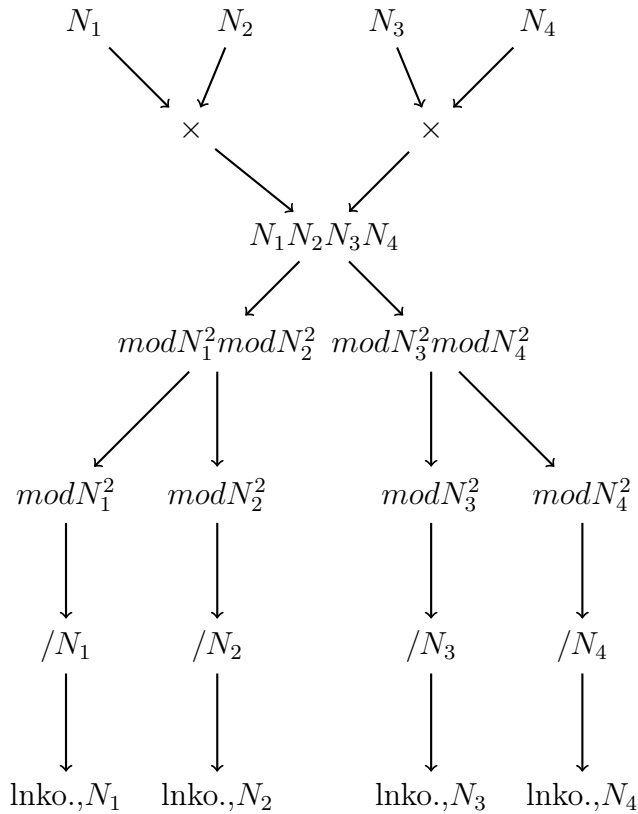 N₁ N₂ N₃ N₄
× ×
N₁N₂N₃N₄
modN₁²modN₂² modN₃²modN₄²
modN₁² modN₂² modN₃² modN₄²
/N₁ /N₂ /N₃ /N₄
lnko.,N₁ lnko.,N₂ lnko.,N₃ lnko.,N₄